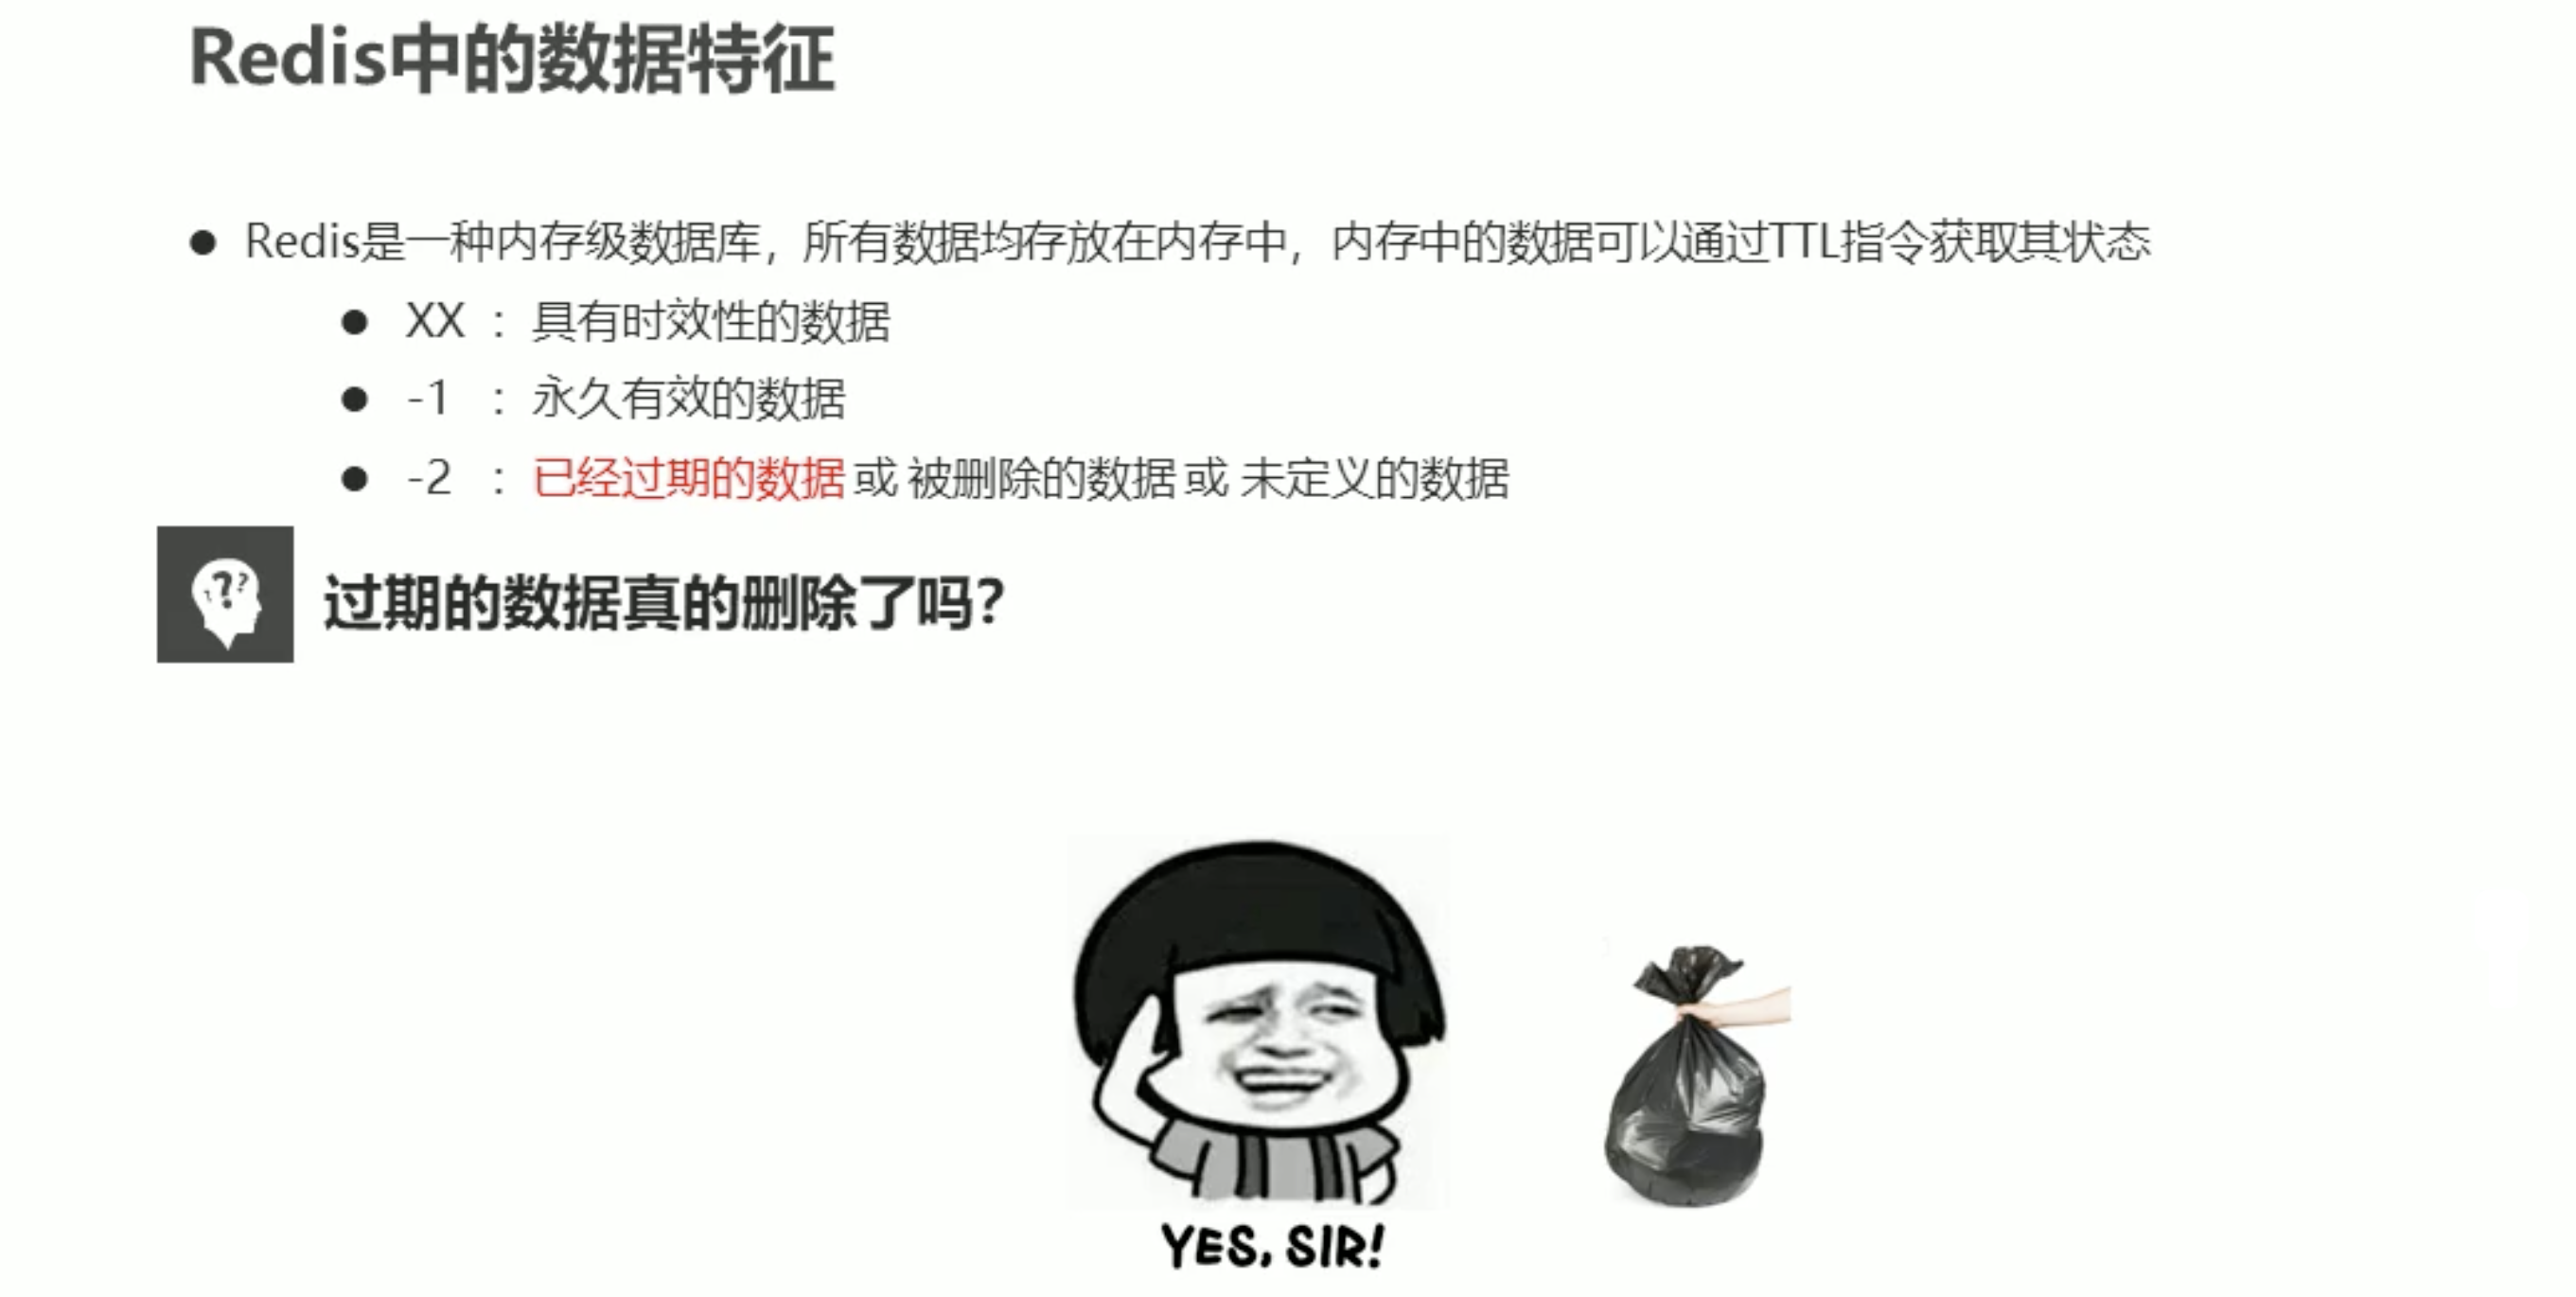 Redis中的数据特征
● Redis是一种内存级数据库，所有数据均存放在内存中，内存中的数据可以通过TTL指令获取其状态
● XX ：具有时效性的数据
● -1 ：永久有效的数据
● -2 ：已经过期的数据 或 被删除的数据 或 未定义的数据
???
过期的数据真的删除了吗？
YES, SIR!